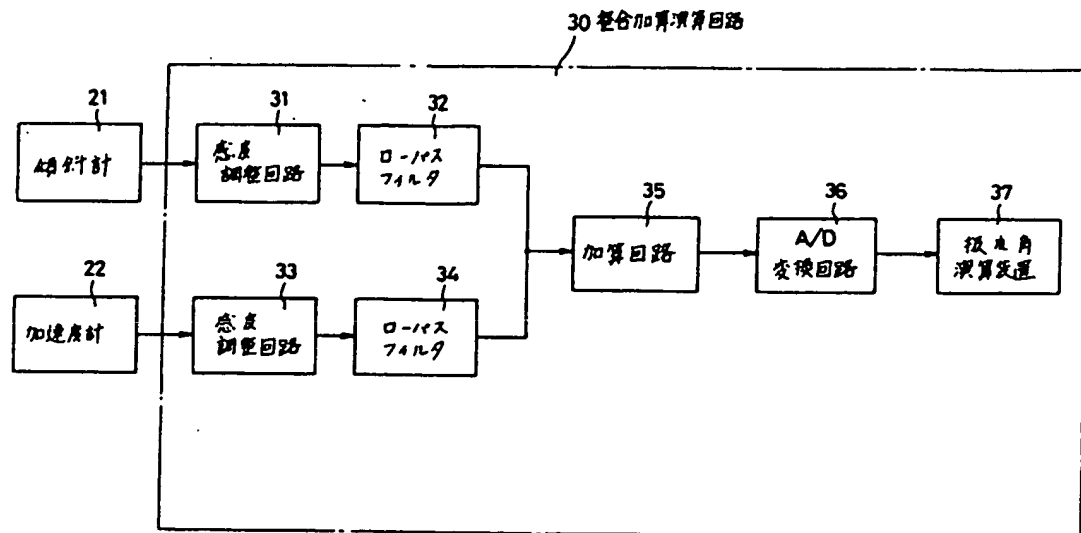 30 整合加算演算回路
21
傾斜計
31
感度
調整回路
32
ローパス
フィルタ
22
加速度計
33
感度
調整回路
34
ローパス
フィルタ
35
加算回路
36
A/D
変換回路
37
演算装置